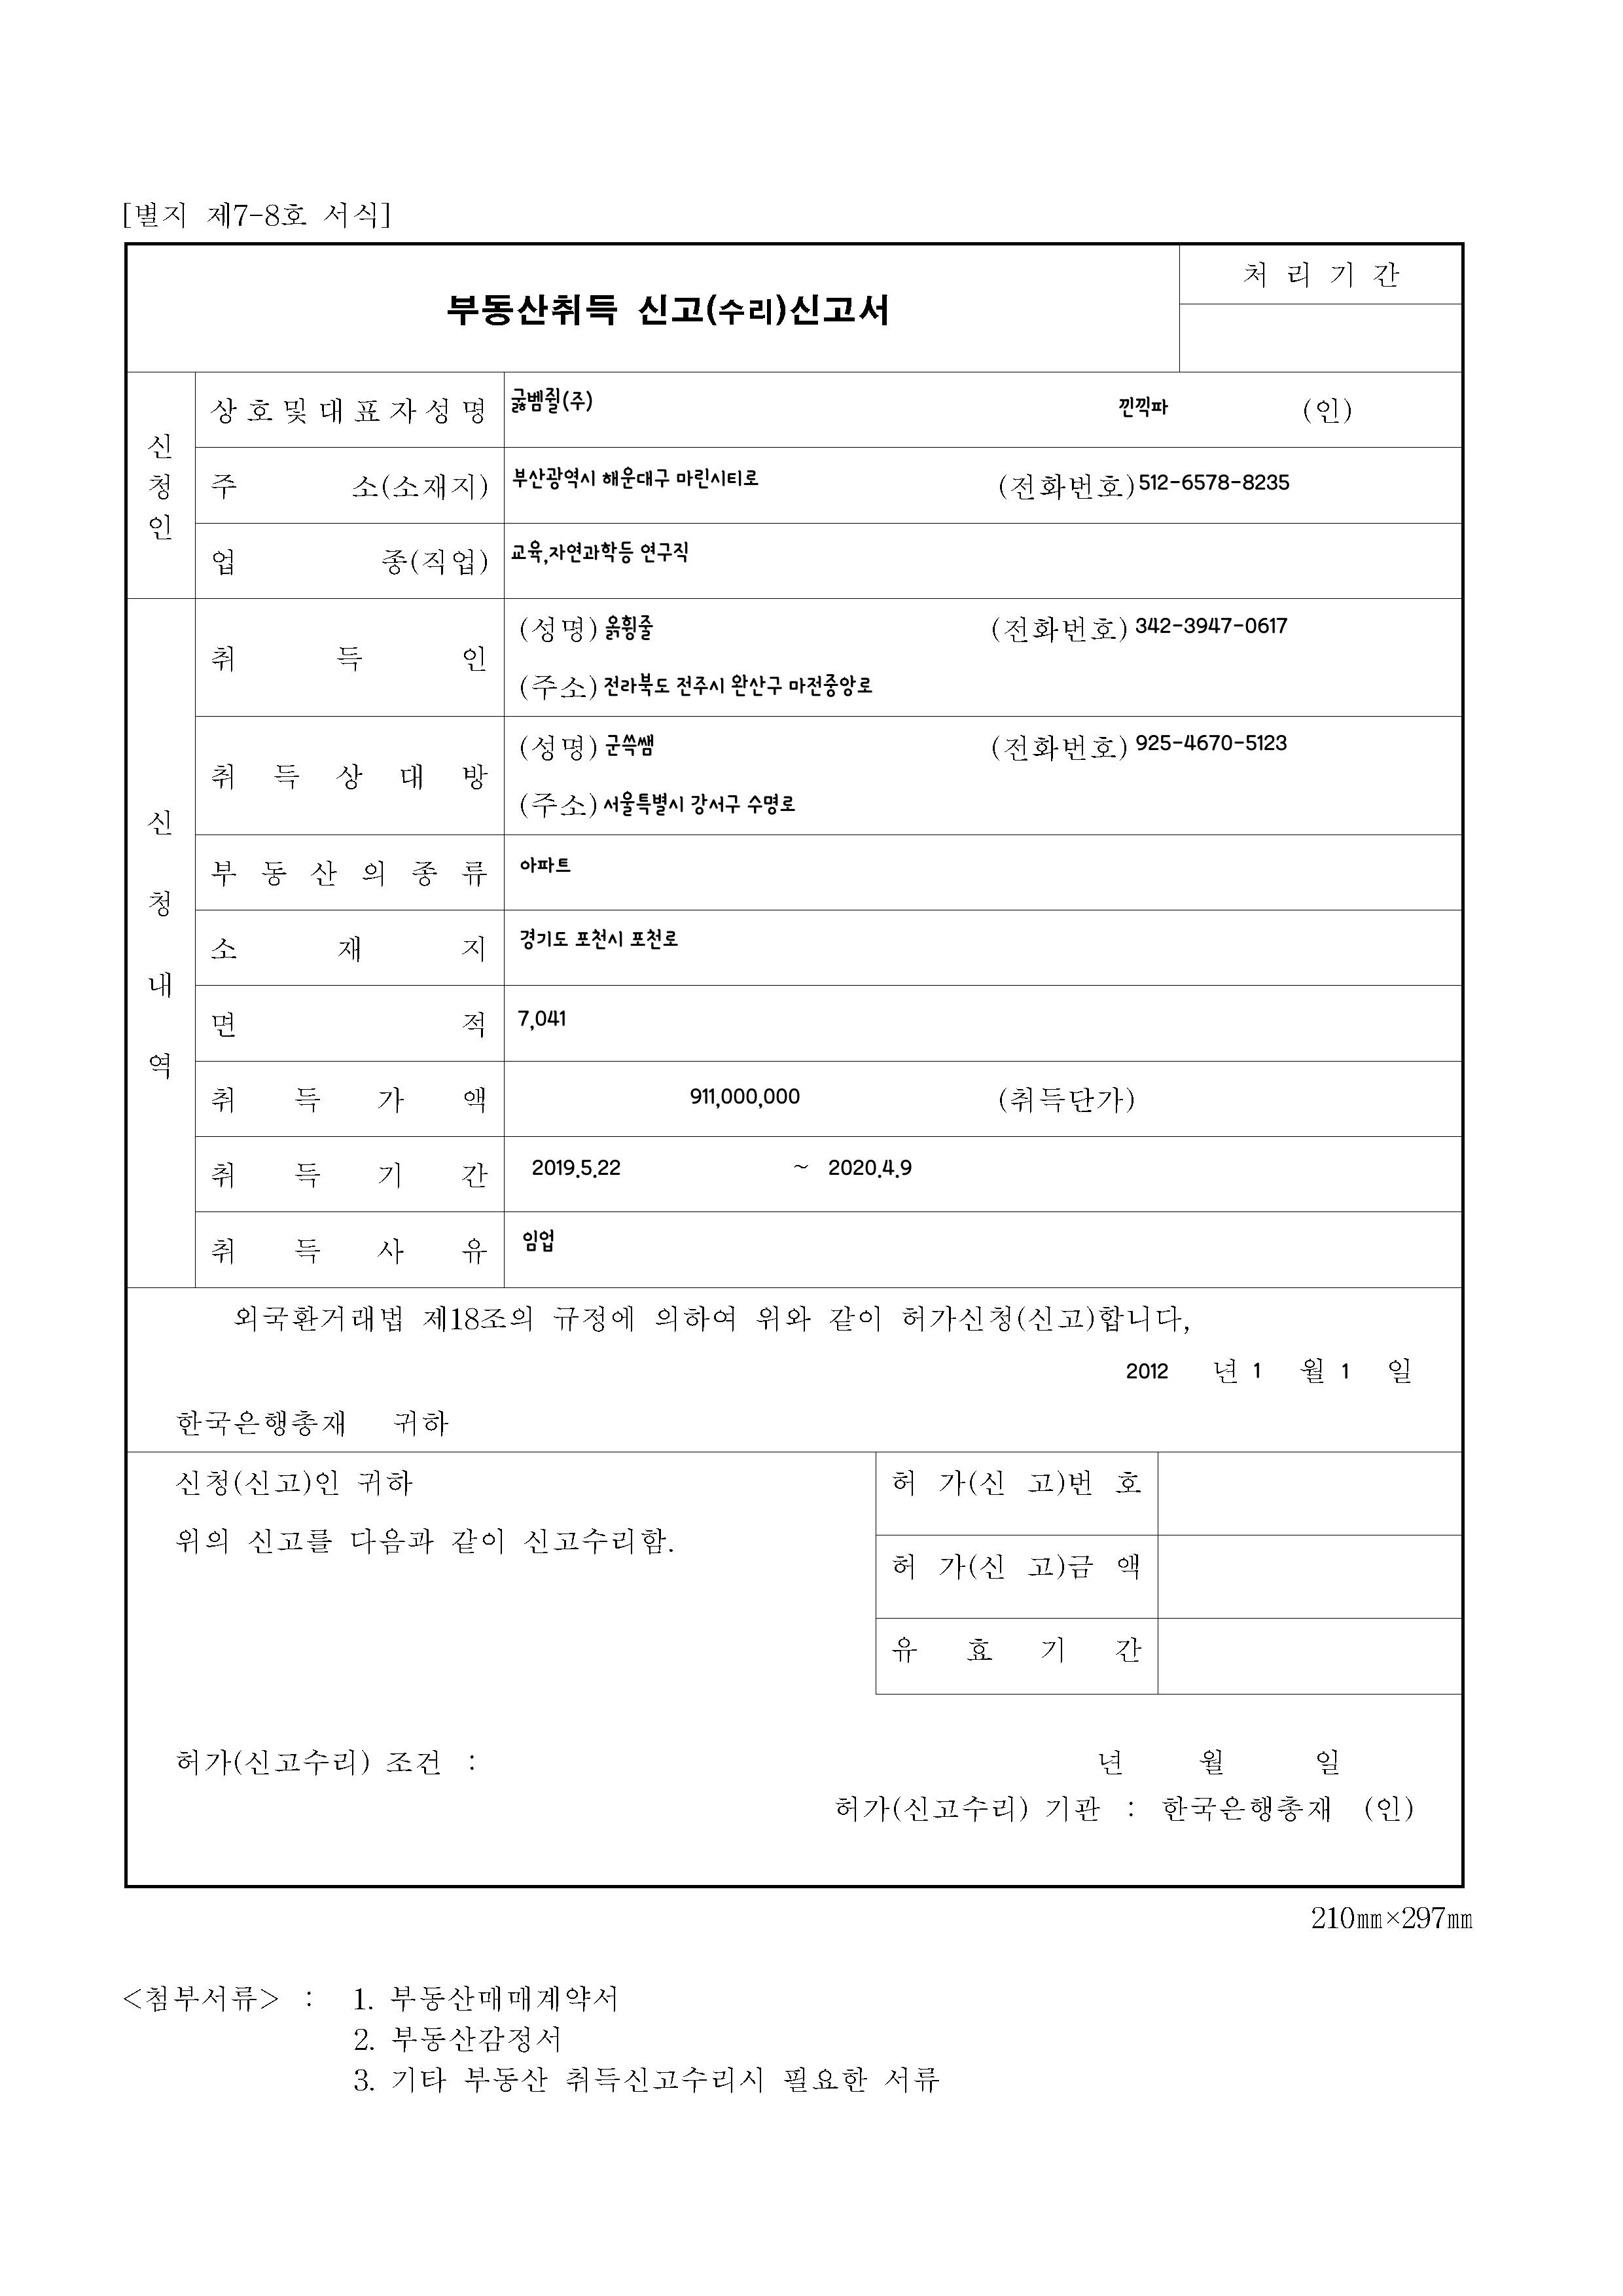 [별지 제7-8호 서식]
부동산취득 신고(수리)신고서
처 리 기 간
신청인
상호및대표자성명 굻벰쥘(주) 낀끽파 (인)
주 소(소재지) 부산광역시 해운대구 마린시티로 (전화번호) 512-6578-8235
업 종(직업) 교육,자연과학등 연구직
신청내역
취 득 인 (성명) 욹휭줄 (전화번호) 342-3947-0617
(주소) 전라북도 전주시 완산구 마전중앙로
취 득 상 대 방 (성명) 군쓱쌤 (전화번호) 925-4670-5123
(주소) 서울특별시 강서구 수명로
부 동 산 의 종 류 아파트
소 재 지 경기도 포천시 포천로
면 적 7,041
취 득 가 액 911,000,000 (취득단가)
취 득 기 간 2019.5.22 ~ 2020.4.9
취 득 사 유 임업
외국환거래법 제18조의 규정에 의하여 위와 같이 허가신청(신고)합니다,
2012 년 1 월 1 일
한국은행총재 귀하
신청(신고)인 귀하
위의 신고를 다음과 같이 신고수리함.
허 가(신 고)번 호
허 가(신 고)금 액
유 효 기 간
허가(신고수리) 조건 : 년 월 일
허가(신고수리) 기관 : 한국은행총재 (인)
210㎜×297㎜
<첨부서류> : 1. 부동산매매계약서
2. 부동산감정서
3. 기타 부동산 취득신고수리시 필요한 서류